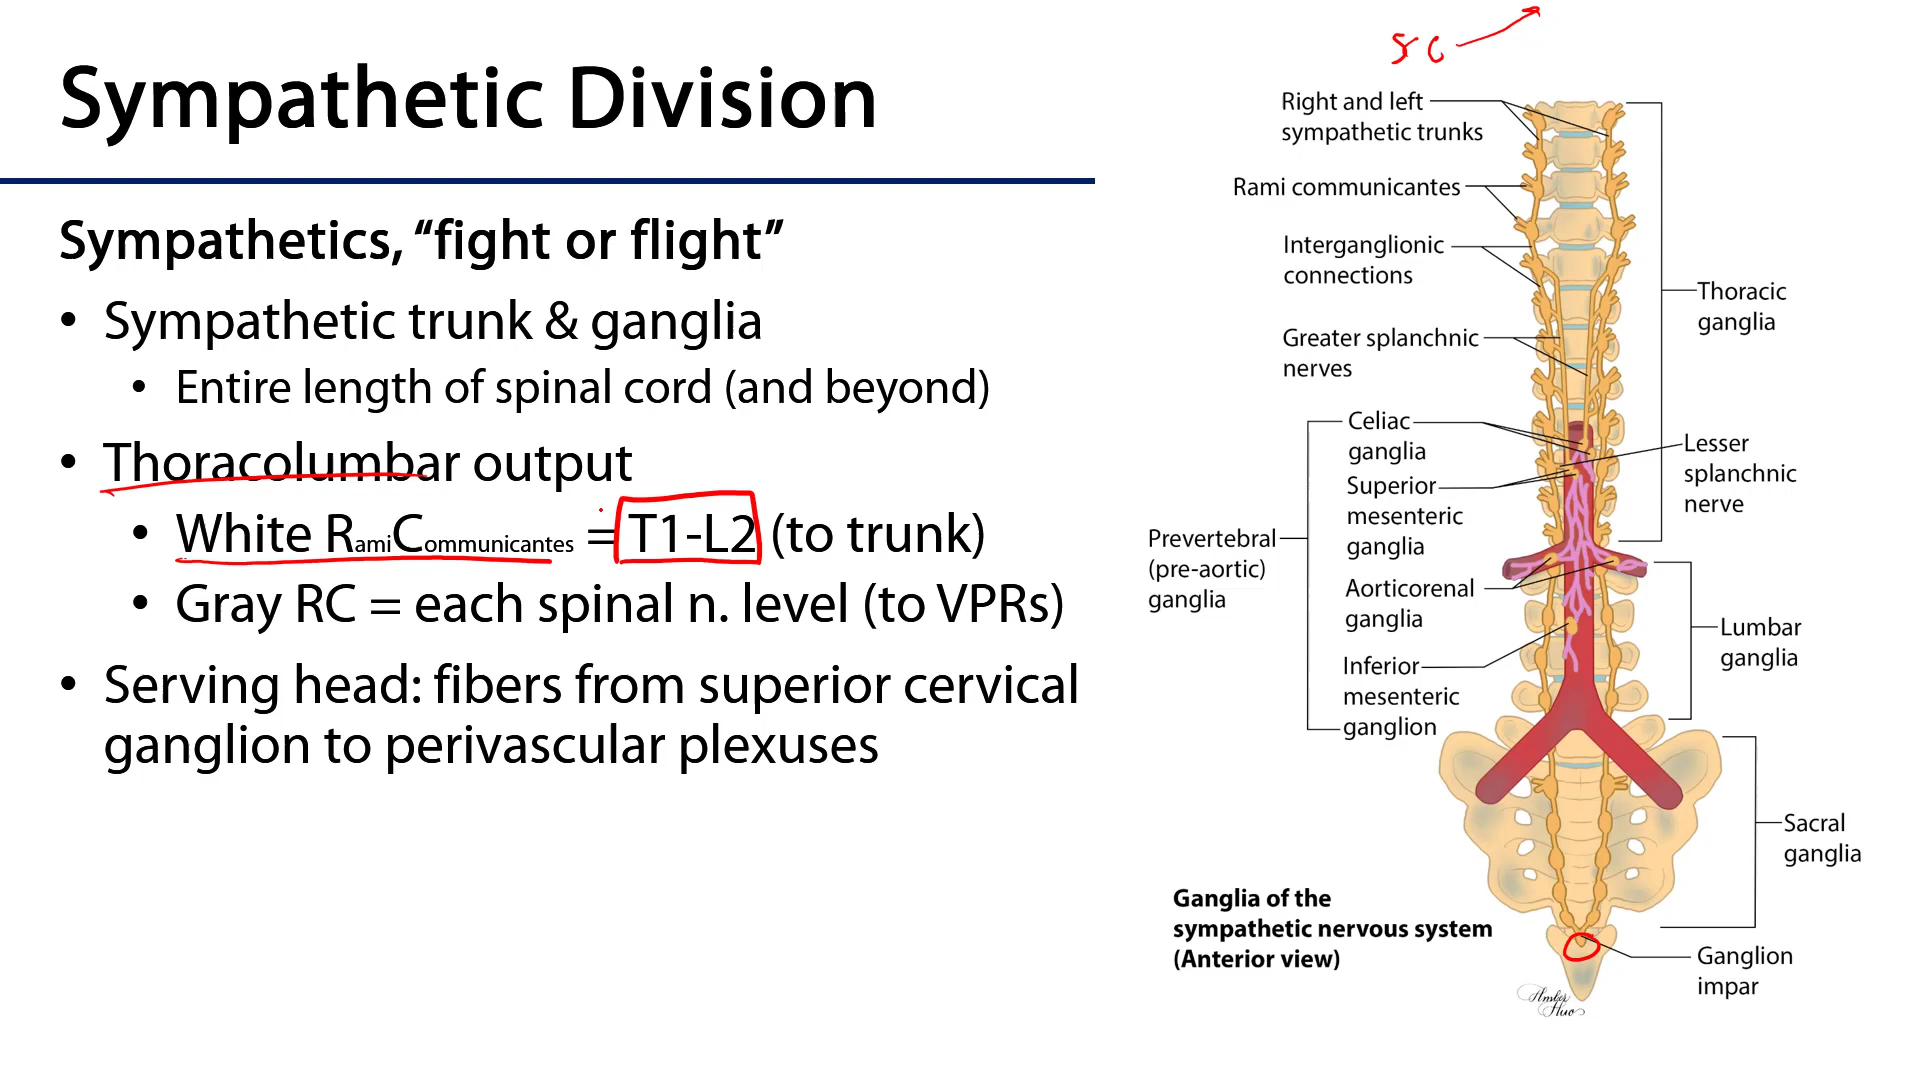 Sympathetic Division
Sympathetics, “fight or flight”
• Sympathetic trunk & ganglia
• Entire length of spinal cord (and beyond)
• Thoracolumbar output
• White RamiCommunicantes = T1-L2 (to trunk)
• Gray RC = each spinal n. level (to VPRs)
• Serving head: fibers from superior cervical
ganglion to perivascular plexuses
Right and left
sympathetic trunks
Rami communicantes
Interganglionic
connections
Greater splanchnic
nerves
Celiac
ganglia
Superior
mesenteric
ganglia
Prevertebral
(pre-aortic)
ganglia
Aorticorenal
ganglia
Inferior
mesenteric
ganglion
Thoracic
ganglia
Lesser
splanchnic
nerve
Lumbar
ganglia
Sacral
ganglia
Ganglion
impar
Ganglia of the
sympathetic nervous system
(Anterior view)
Amber
Huo